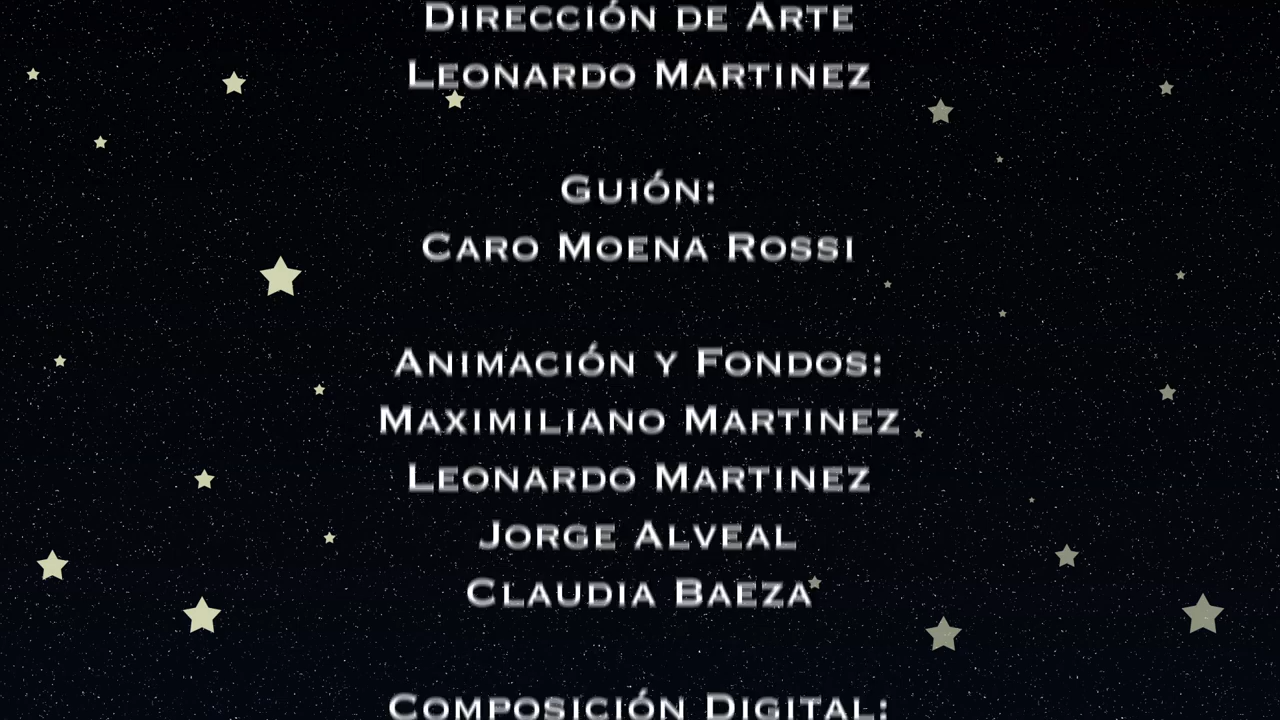 Dirección de Arte
Leonardo Martinez
Guión:
Caro Moena Rossi
Animación y Fondos:
Maximiliano Martinez
Leonardo Martinez
Jorge Alveal
Claudia Baeza
Composición Digital: